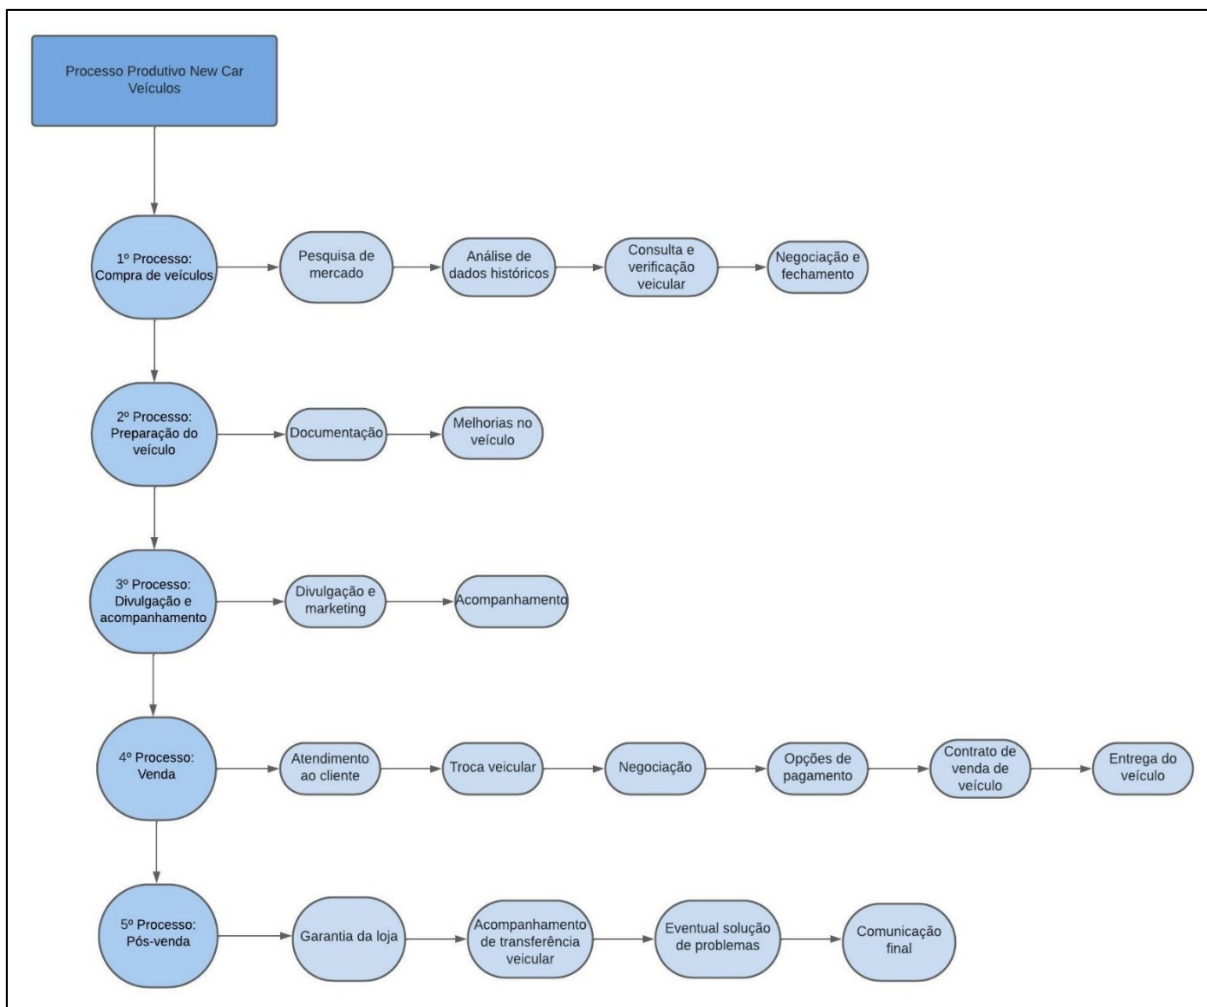 Processo Produtivo New Car
Veículos
1º Processo:
Compra de veículos
Pesquisa de
mercado
Análise de
dados históricos
Consulta e
verificação
veicular
Negociação e
fechamento
2º Processo:
Preparação do
veículo
Documentação
Melhorias no
veículo
3º Processo:
Divulgação e
acompanhamento
Divulgação e
marketing
Acompanhamento
4º Processo:
Venda
Atendimento
ao cliente
Troca veicular
Negociação
Opções de
pagamento
Contrato de
venda de
veículo
Entrega do
veículo
5º Processo:
Pós-venda
Garantia da loja
Acompanhamento
de transferência
veicular
Eventual solução
de problemas
Comunicação
final